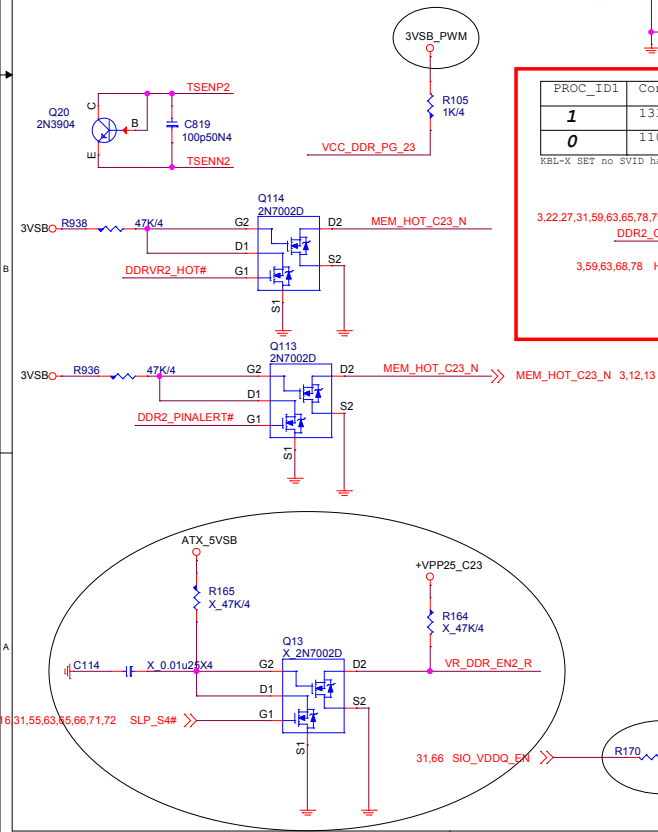 3VSB_PWM
R105
1K/4
VCC_DDR_PG_23
TSENP2
Q20
2N3904
C
B
E
C819
100p50N4
TSENN2
PROC_ID1
1
0
KBL-X SET no SVID
3,22,27,31,59,63,65,78,7
3,59,63,68,78
Q114
2N7002D
3VSB
R938
47K/4
G2
D2
MEM_HOT_C23_N
D1
S2
DDRVR2_HOT#
G1
S1
B
Q113
2N7002D
3VSB
R936
47K/4
G2
D2
MEM_HOT_C23_N
MEM_HOT_C23_N 3,12,13
D1
S2
DDR2_PINALERT#
G1
S1
ATX_5VSB
R165
X_47K/4
+VPP25_C23
R164
X_47K/4
A
Q13
X_2N7002D
C114
X_0.01u25X4
G2
D2
VR_DDR_EN2_R
D1
S2
16,31,55,63,65,66,71,72 SLP_S4#
G1
S1
31,66 SIO_VDDQ_EN
R170